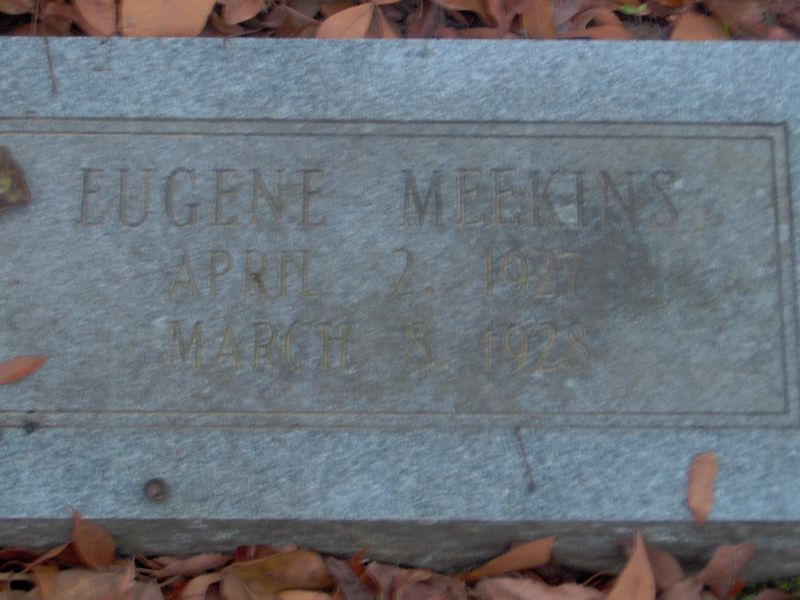 EUGENE MEEKINS
APRIL 2, 1927
MARCH 8, 1928